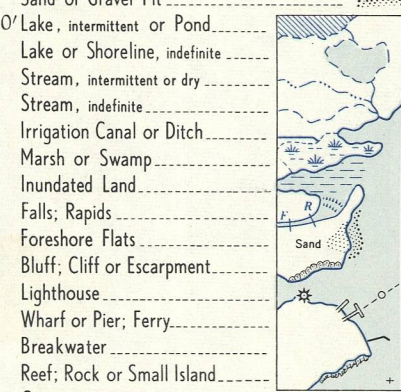 Sand or Gravel Pit
0' Lake, intermittent or Pond
Lake or Shoreline, indefinite
Stream, intermittent or dry
Stream, indefinite
Irrigation Canal or Ditch
Marsh or Swamp
Inundated Land
Falls; Rapids
F R
Foreshore Flats
Sand
Bluff; Cliff or Escarpment
Lighthouse
Wharf or Pier; Ferry
Breakwater
Reef; Rock or Small Island
+